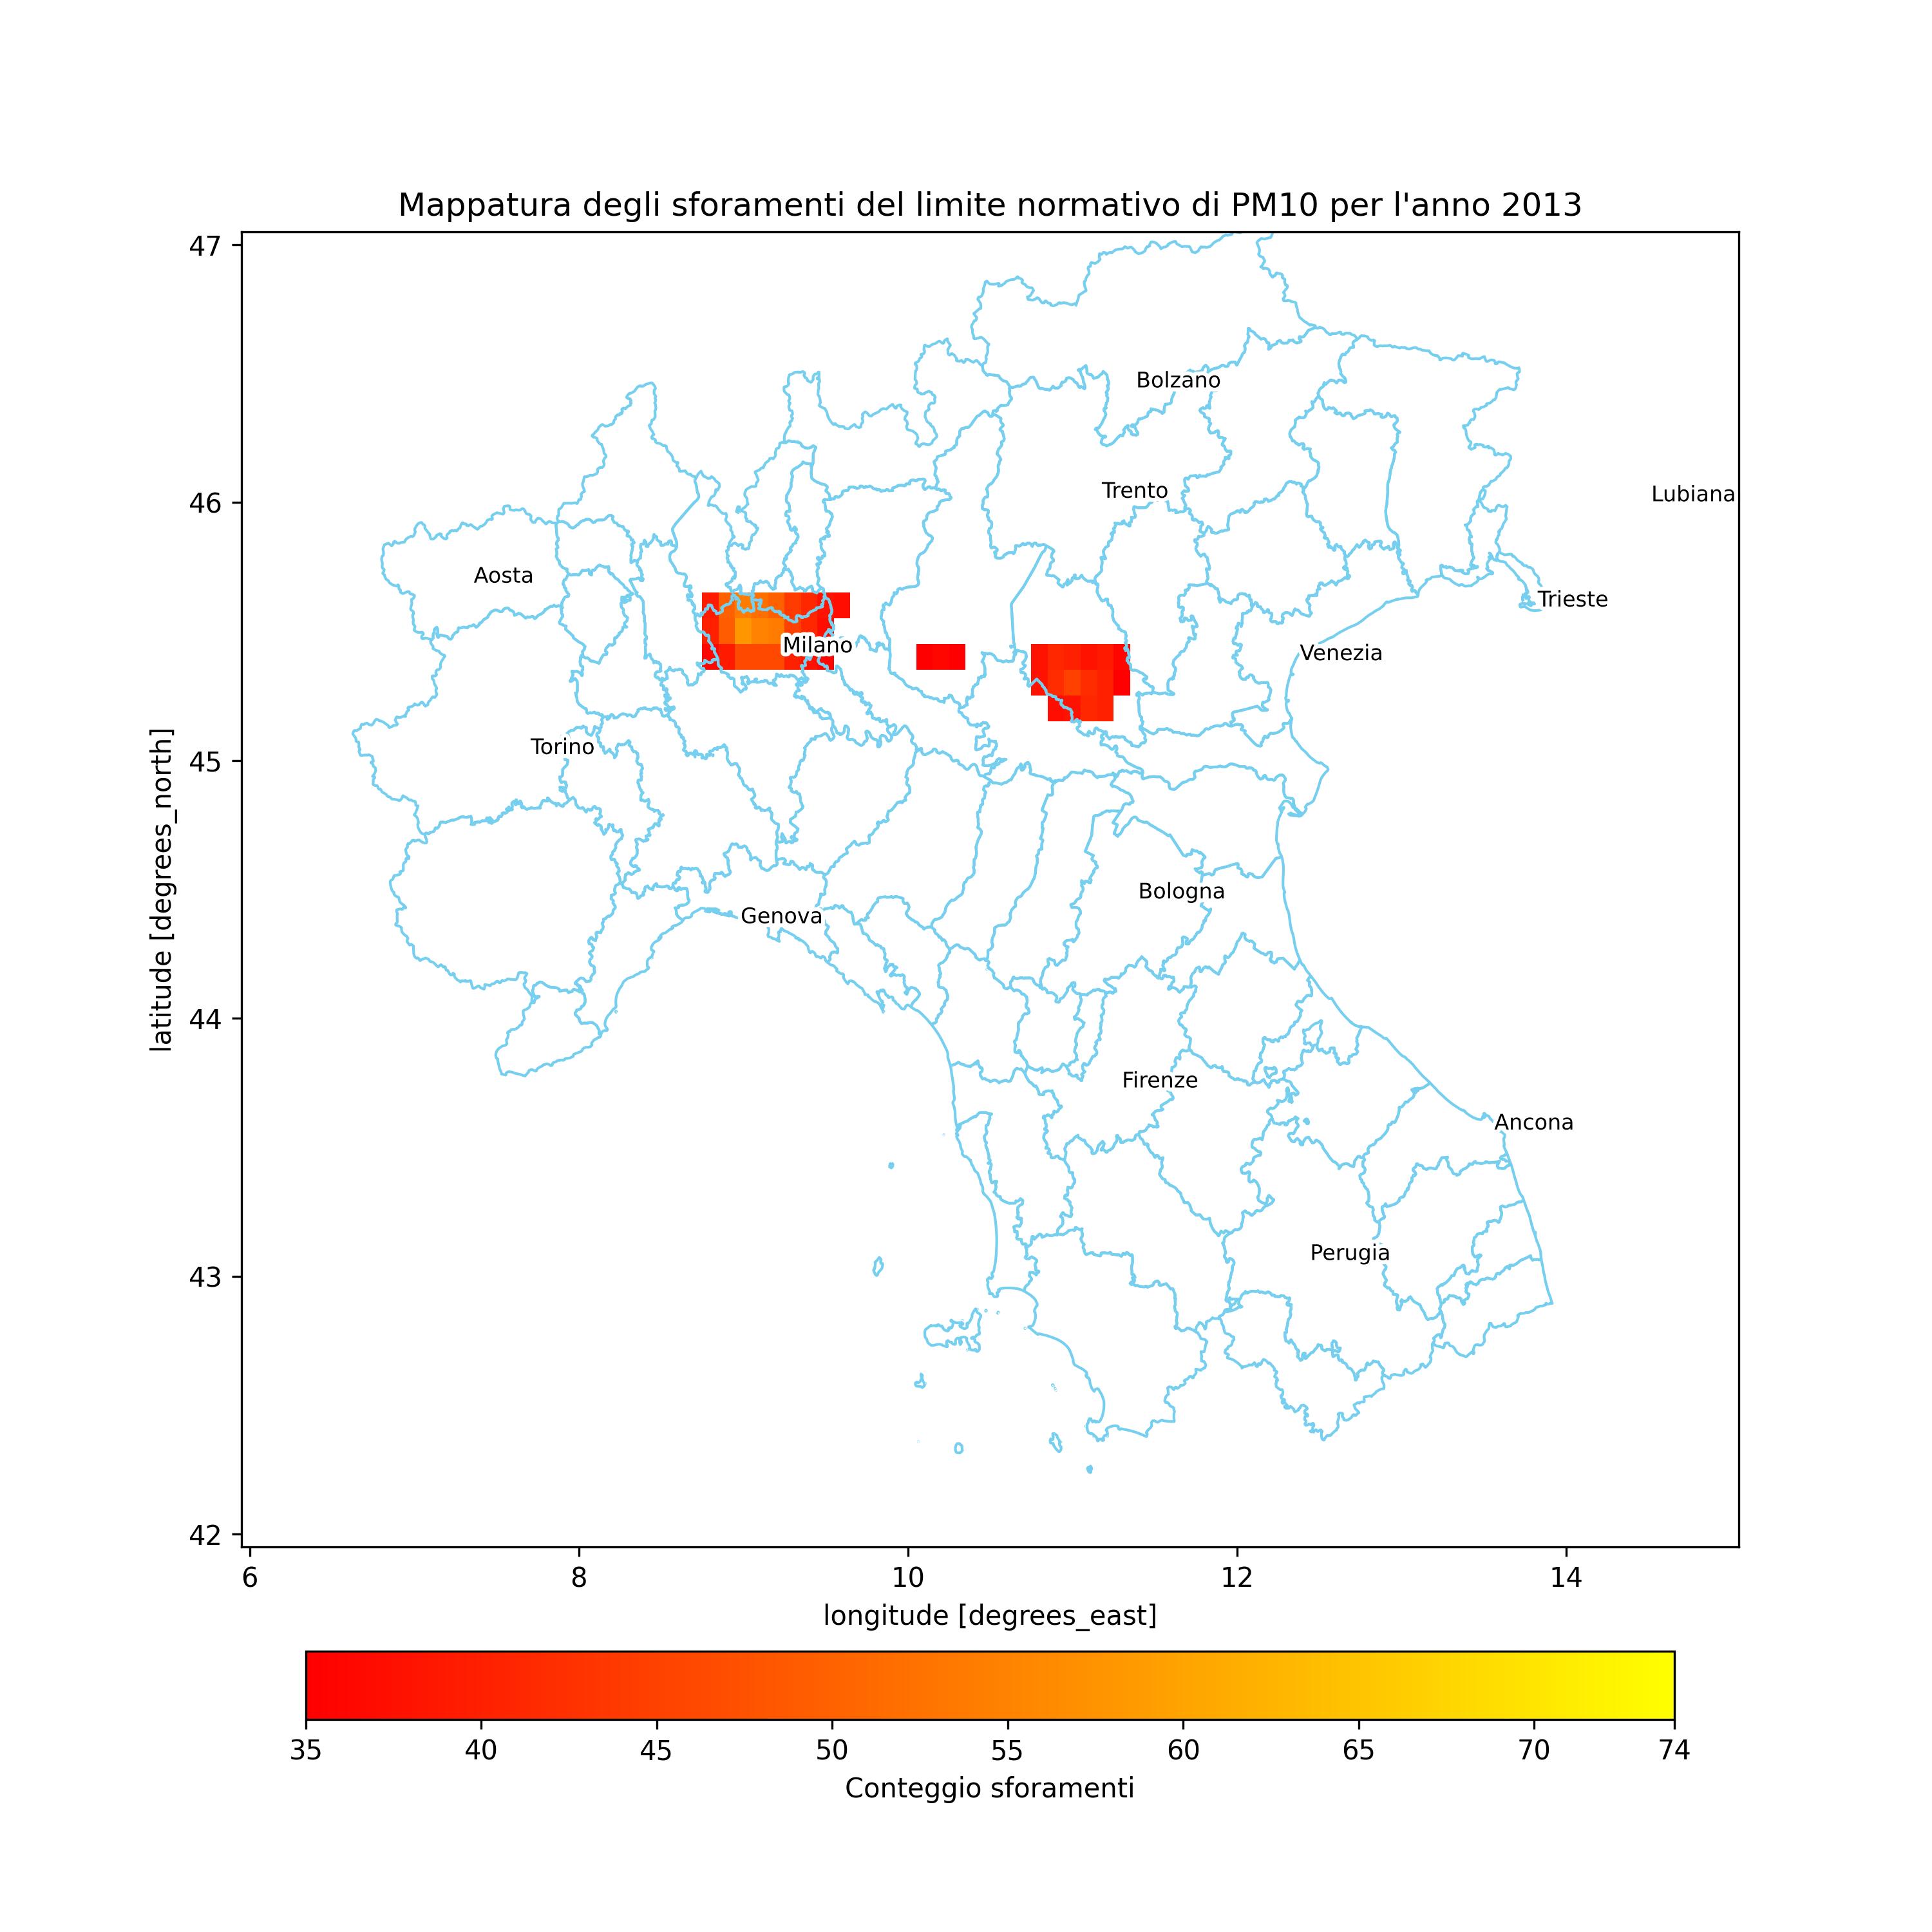 Mappatura degli sforamenti del limite normativo di PM10 per l'anno 2013
47
46
45
44
43
42
latitude [degrees_north]
Bolzano
Trento
Lubiana
Aosta
Trieste
Milano
Venezia
Torino
Bologna
Genova
Firenze
Ancona
Perugia
6 8 10 12 14
longitude [degrees_east]
35 40 45 50 55 60 65 70 74
Conteggio sforamenti